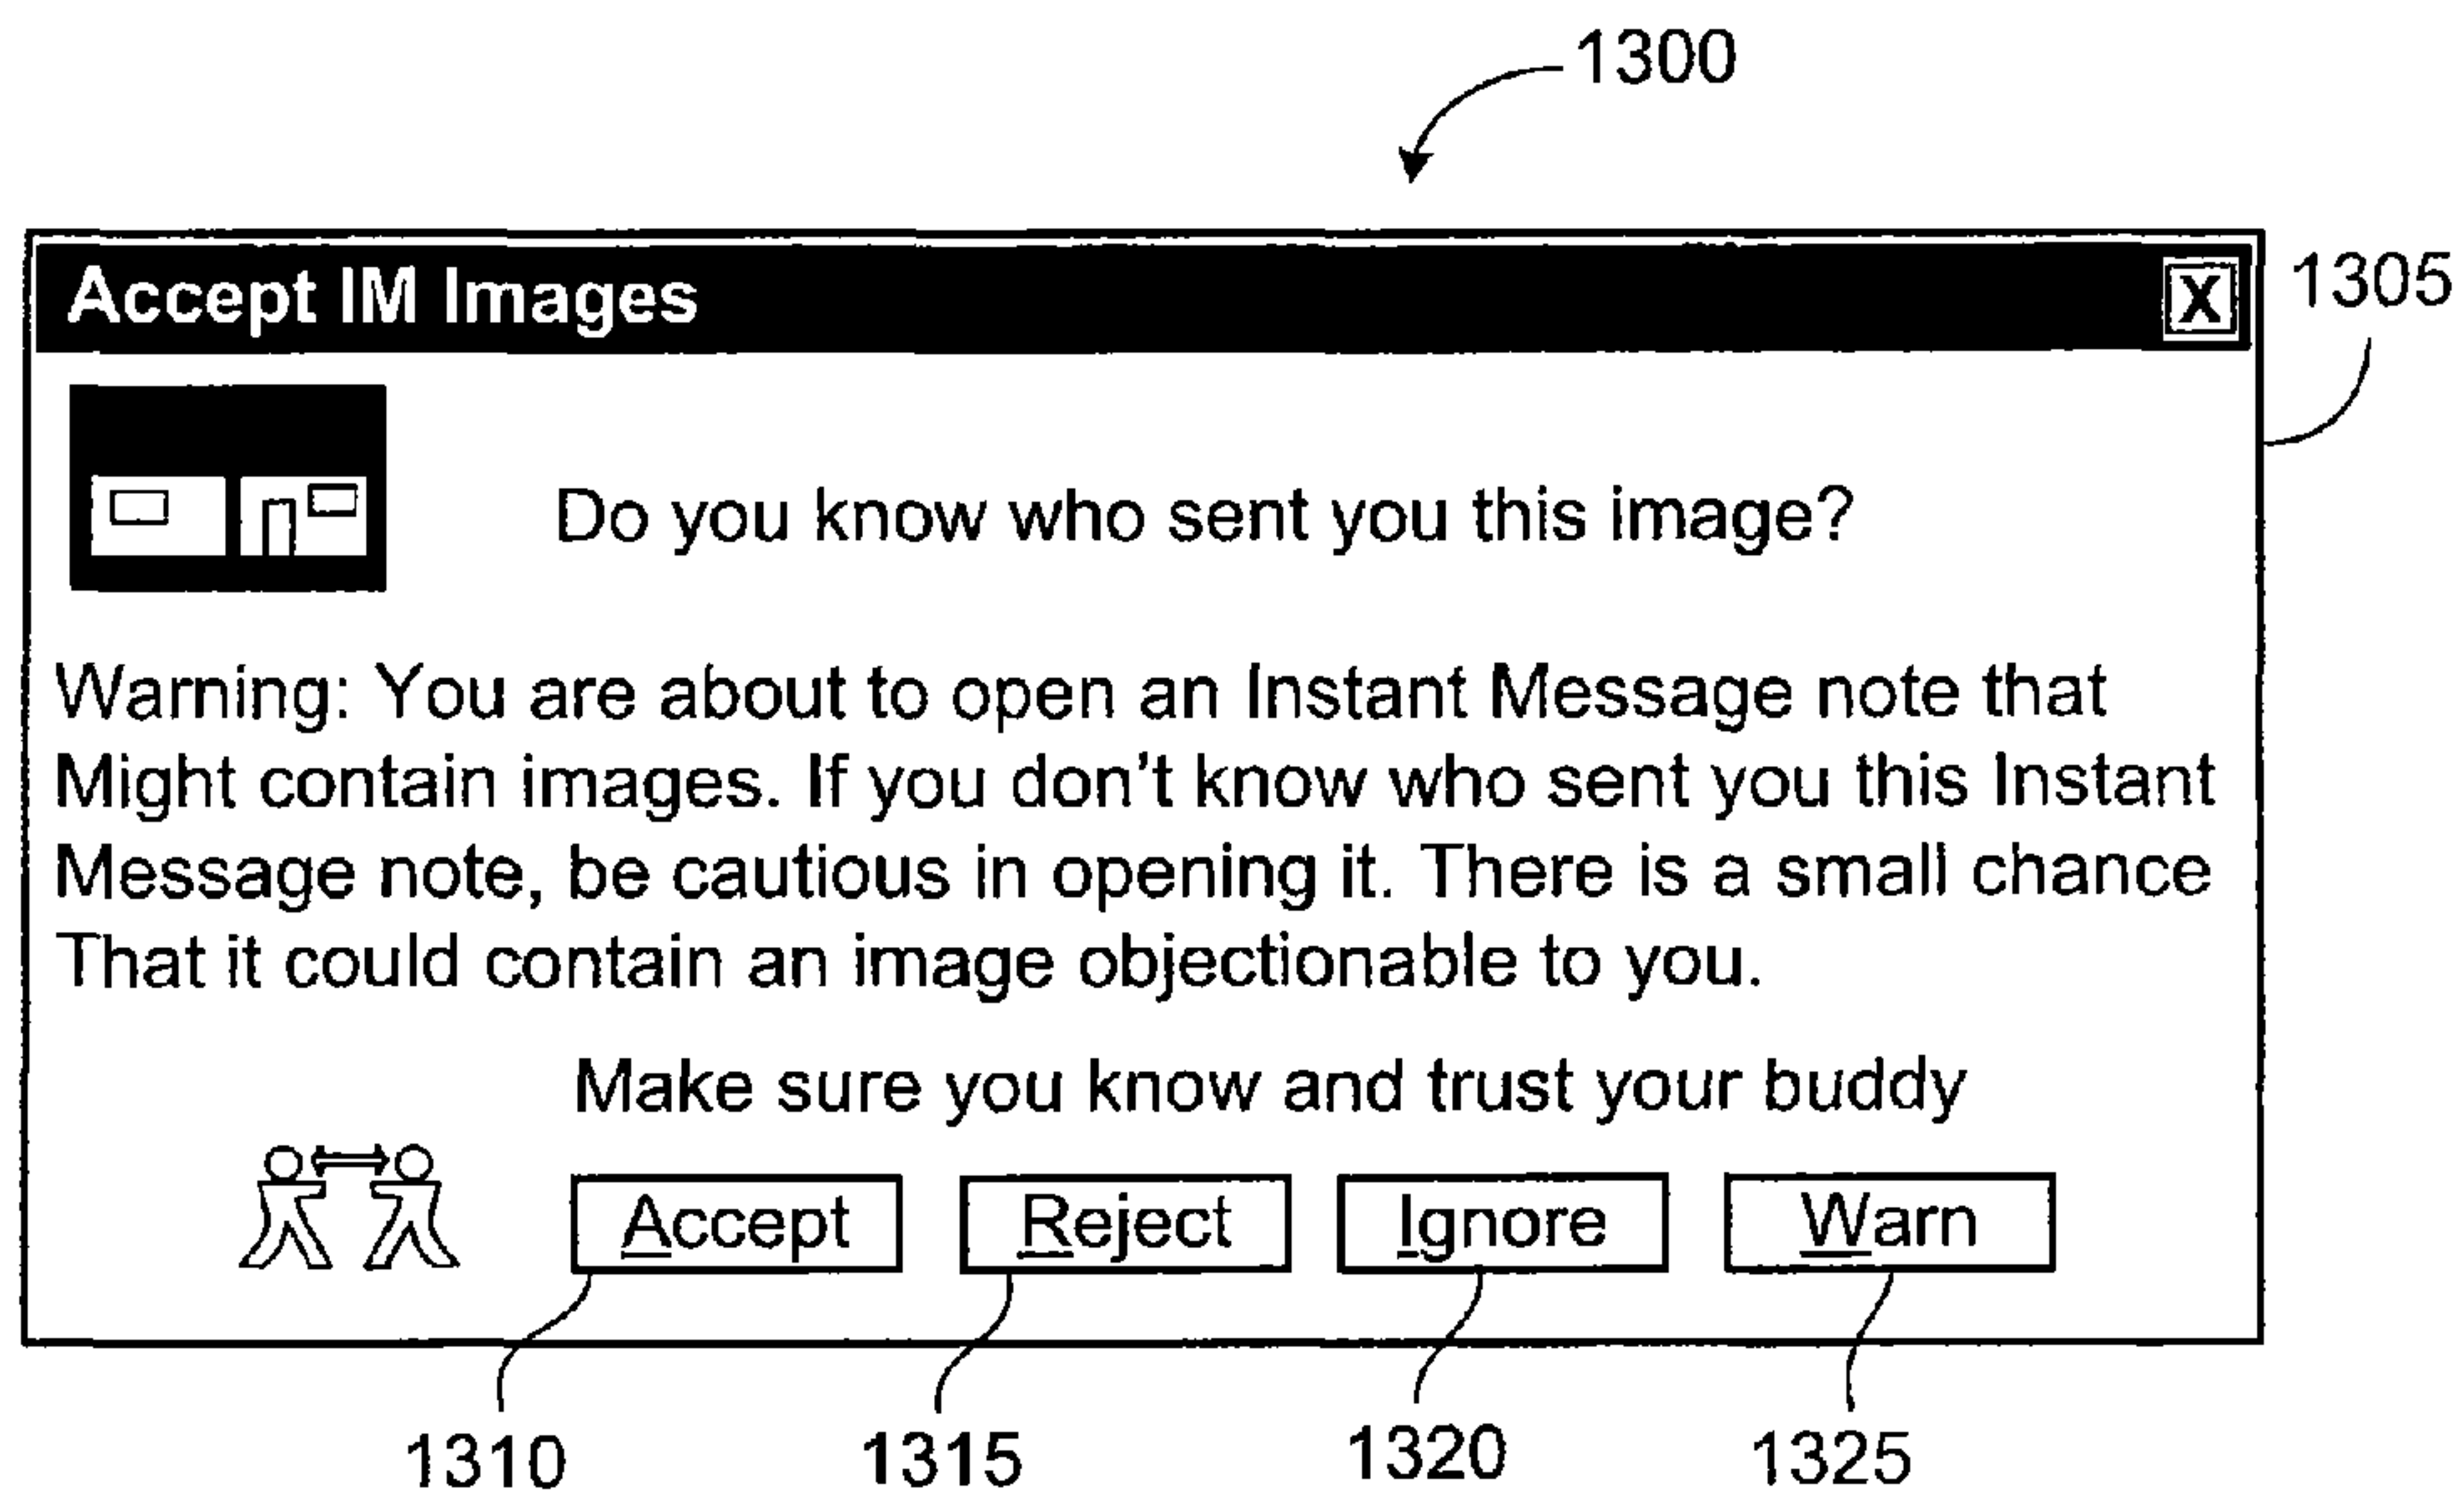 1300
Accept IM Images X
1305
Do you know who sent you this image?
Warning: You are about to open an Instant Message note that
Might contain images. If you don't know who sent you this Instant
Message note, be cautious in opening it. There is a small chance
That it could contain an image objectionable to you.
Make sure you know and trust your buddy
Accept Reject Ignore Warn
1310 1315 1320 1325